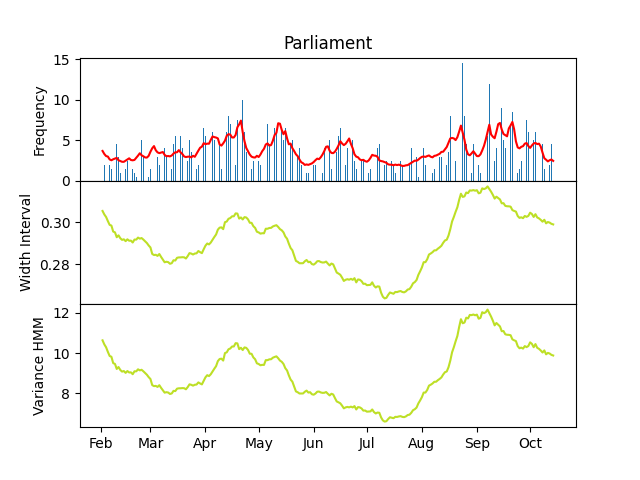 Parliament
15
10
5
0
Frequency
0.30
0.28
Width Interval
12
10
8
Variance HMM
Feb Mar Apr May Jun Jul Aug Sep Oct